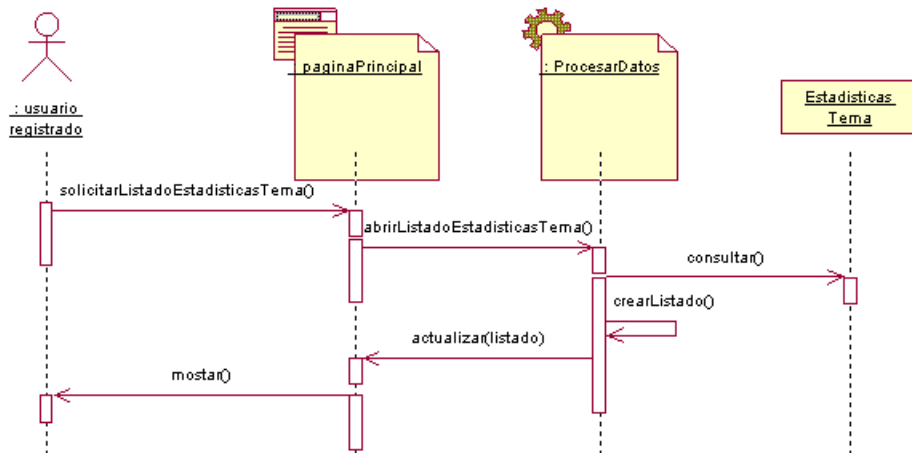 : usuario
registrado
: paginaPrincipal
: ProcesarDatos
Estadisticas
Tema
solicitarListadoEstadisticasTema()
abrirListadoEstadisticasTema()
consultar()
crearListado()
actualizar(listado)
mostar()